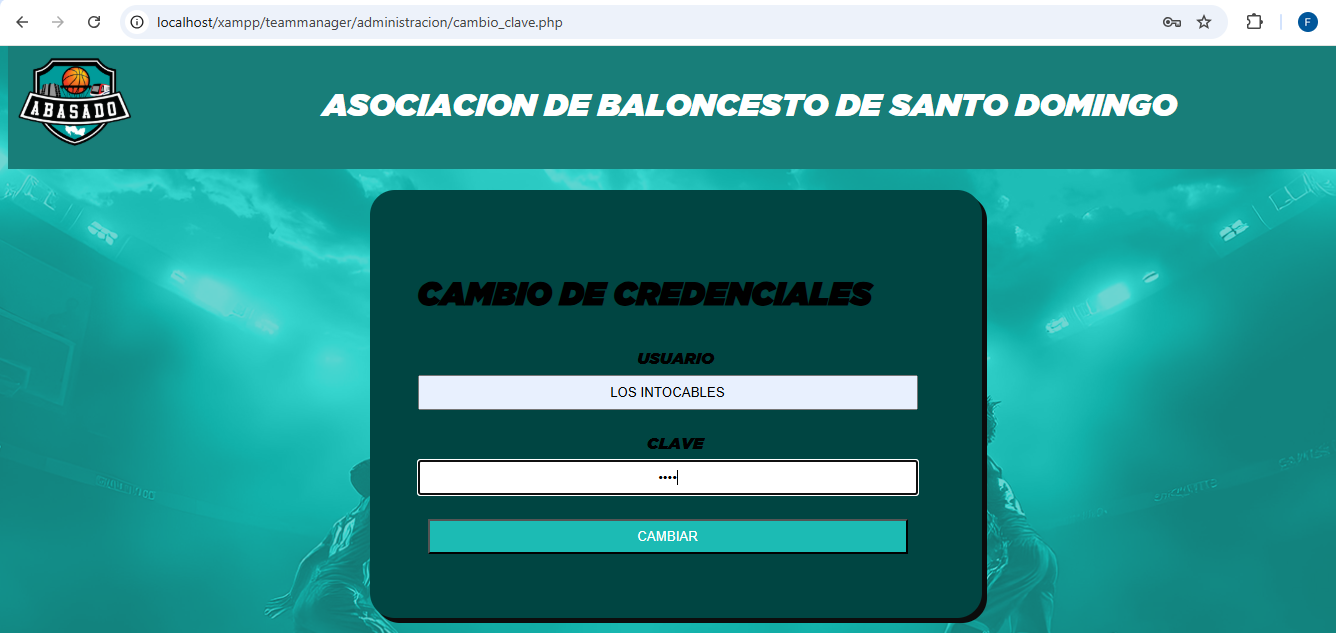 localhost/xampp/teammanager/administracion/cambio_clave.php
F
ABASADO
ASOCIACION DE BALONCESTO DE SANTO DOMINGO
CAMBIO DE CREDENCIALES
USUARIO
LOS INTOCABLES
CLAVE
••••
CAMBIAR